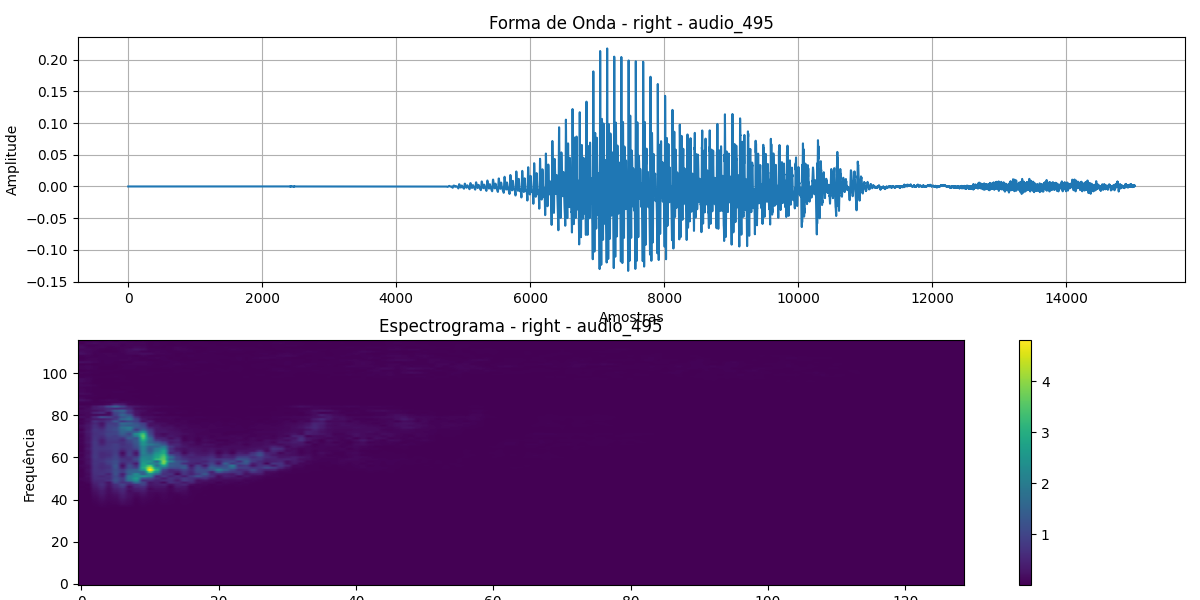 Forma de Onda - right - audio_495
Amplitude
0.20
0.15
0.10
0.05
0.00
−0.05
−0.10
−0.15
0 2000 4000 6000 8000 10000 12000 14000
Amostras
Espectrograma - right - audio_495
Frequência
100
80
60
40
20
0
0 20 40 60 80 100 120
4
3
2
1